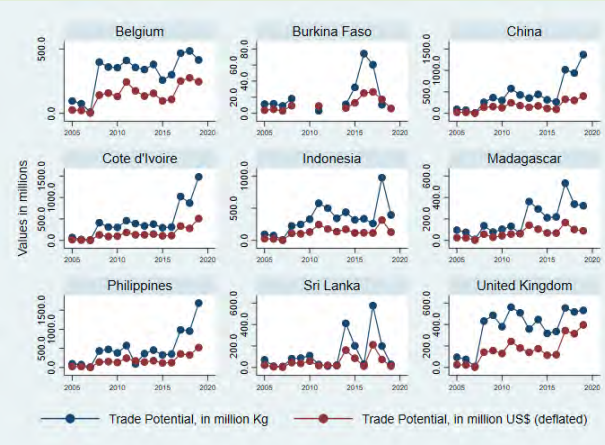 Values in millions
Belgium
0.0 500.0
2005 2010 2015 2020
Burkina Faso
0.0 20.0 40.0 60.0 80.0
2005 2010 2015 2020
China
0.0 500.0 1000.0 1500.0
2005 2010 2015 2020
Cote d'Ivoire
0.0 500.0 1000.0 1500.0
2005 2010 2015 2020
Indonesia
0.0 500.0 1000.0
2005 2010 2015 2020
Madagascar
0.0 200.0 400.0 600.0
2005 2010 2015 2020
Philippines
0.0 500.0 1000.0 1500.0
2005 2010 2015 2020
Sri Lanka
0.0 200.0 400.0 600.0
2005 2010 2015 2020
United Kingdom
0.0 200.0 400.0 600.0
2005 2010 2015 2020
Trade Potential, in million Kg
Trade Potential, in million US$ (deflated)